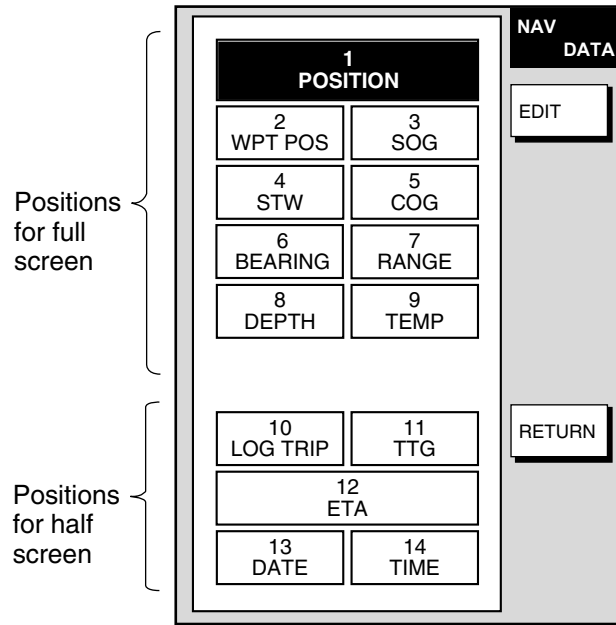 NAV
DATA
EDIT
RETURN
Positions
for full
screen
1
POSITION
2
WPT POS
3
SOG
4
STW
5
COG
6
BEARING
7
RANGE
8
DEPTH
9
TEMP
Positions
for half
screen
10
LOG TRIP
11
TTG
12
ETA
13
DATE
14
TIME